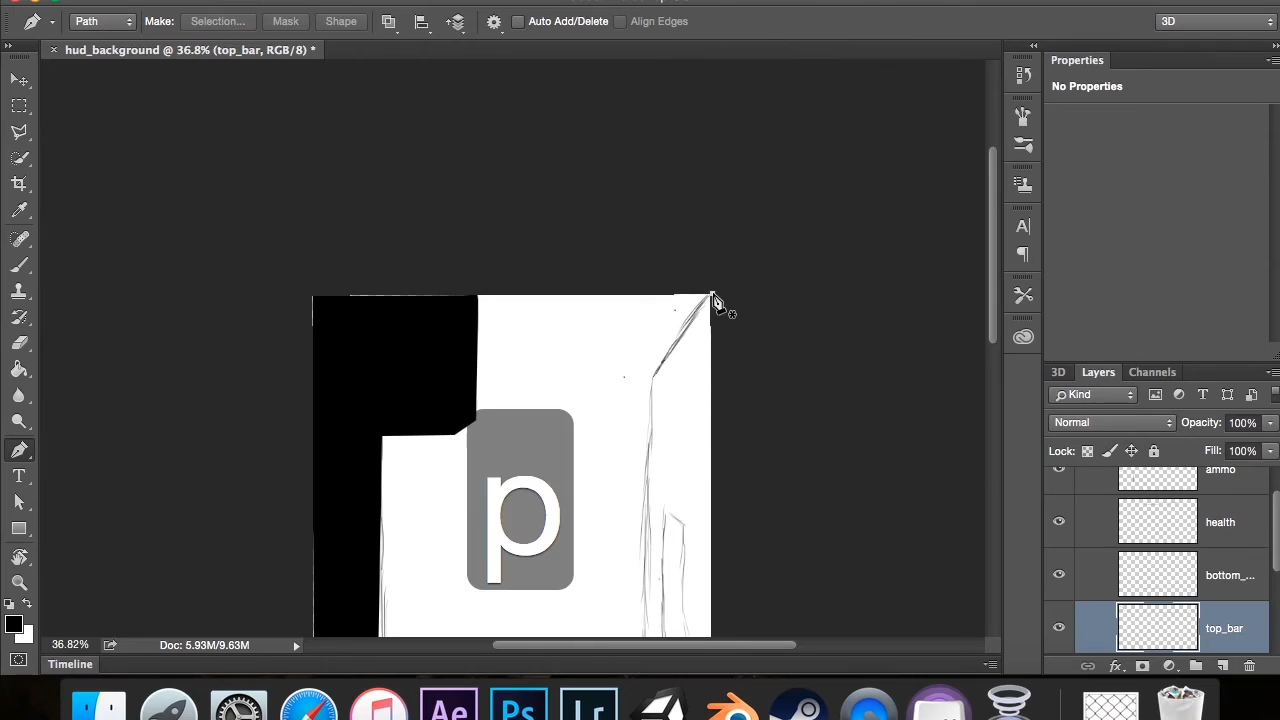 Path
Make:
Selection...
Mask
Shape
Auto Add/Delete
Align Edges
3D
hud_background @ 36.8% (top_bar, RGB/8) *
Properties
No Properties
p
3D
Layers
Channels
Kind
Normal
Opacity: 100%
Lock:
Fill: 100%
ammo
health
bottom_...
top_bar
36.82%
Doc: 5.93M/9.63M
Timeline
Ae
Ps
Lr